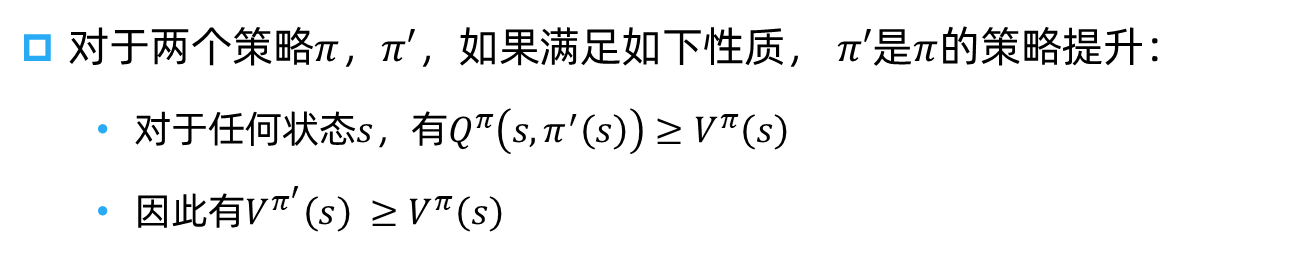 对于两个策略π，π′，如果满足如下性质， π′是π的策略提升：
• 对于任何状态s，有Q^π(s, π′(s)) ≥ V^π(s)
• 因此有V^π′(s) ≥ V^π(s)